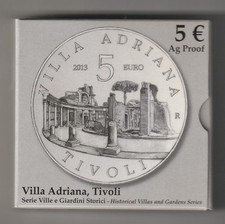 5 €
Ag Proof
VILLA ADRIANA
2013 5 EURO
R
TIVOLI
Villa Adriana, Tivoli
Serie Ville e Giardini Storici - Historical Villas and Gardens Series